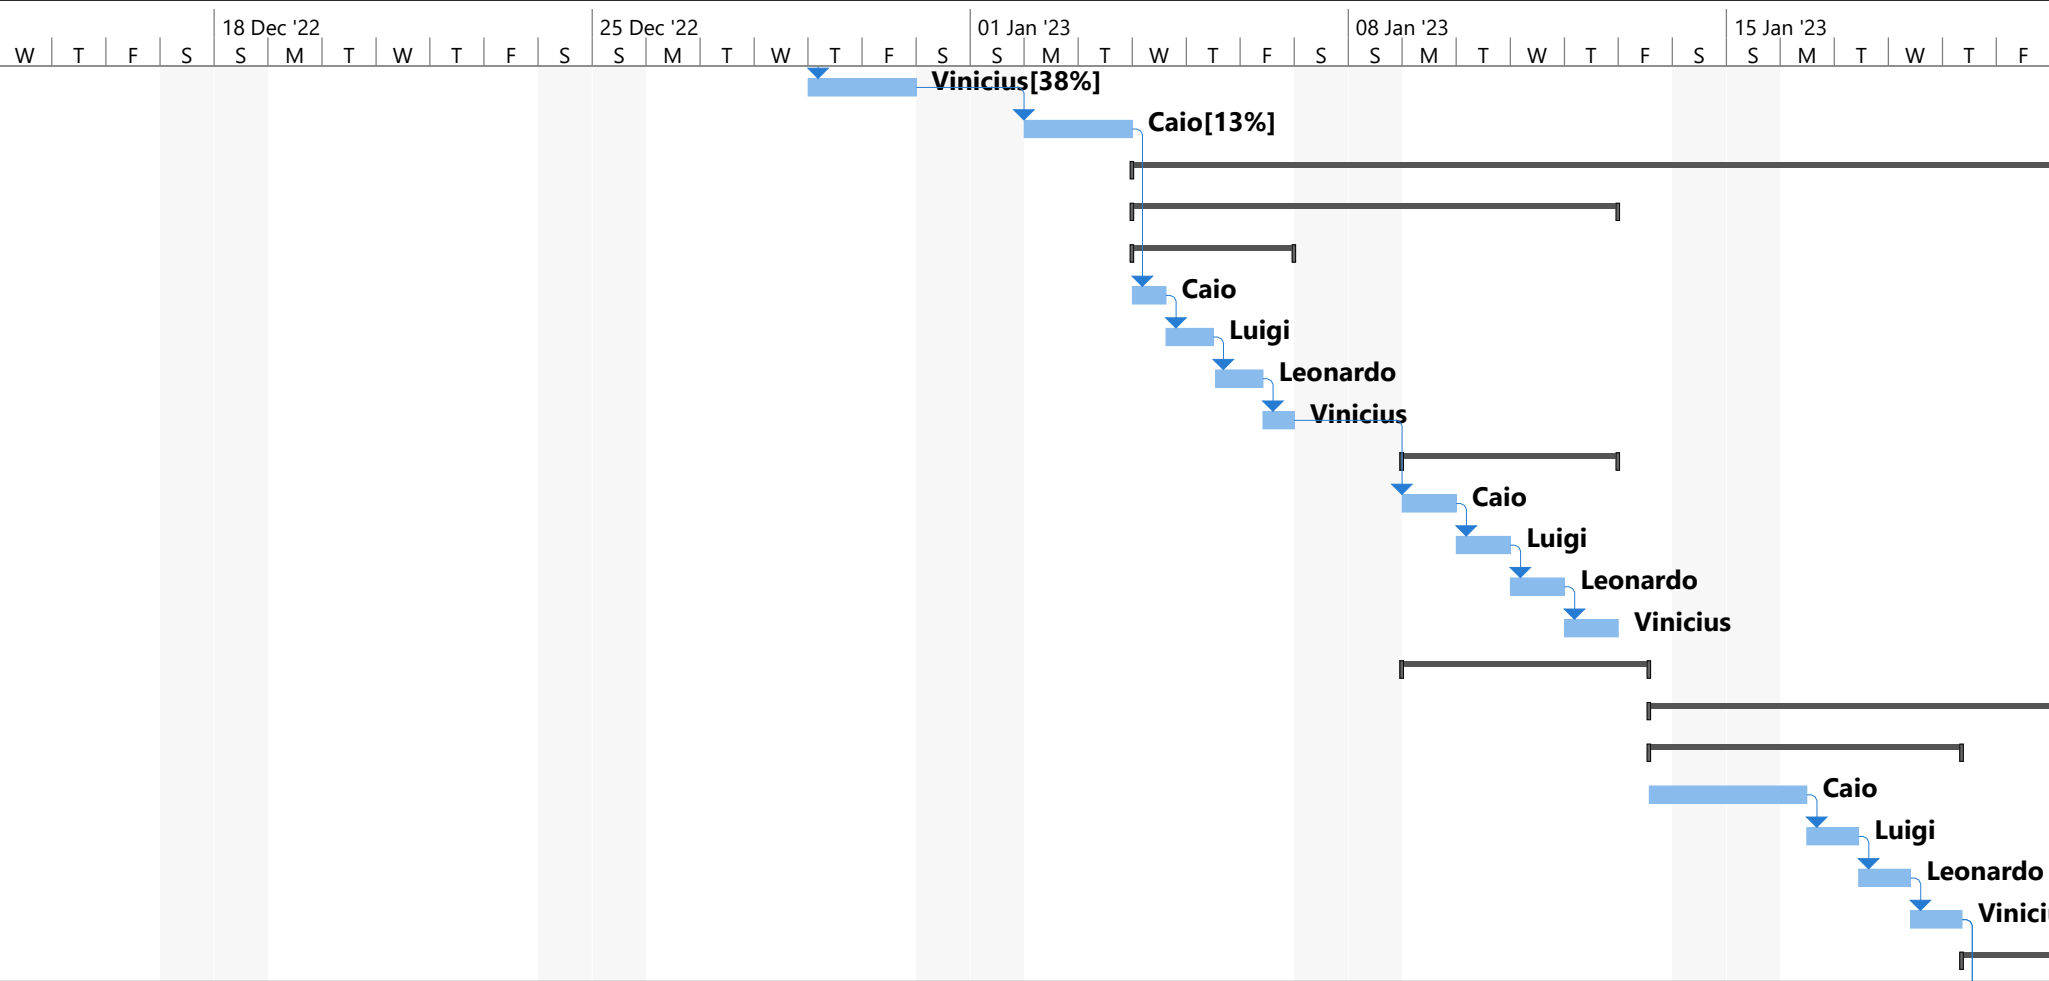 18 Dec '22 25 Dec '22 01 Jan '23 08 Jan '23 15 Jan '23
W T F S S M T W T F S S M T W T F S S M T W T F S S M T W T F S S M T W T F
Vinicius[38%]
Caio[13%]
Caio
Luigi
Leonardo
Vinicius
Caio
Luigi
Leonardo
Vinicius
Caio
Luigi
Leonardo
Vinici